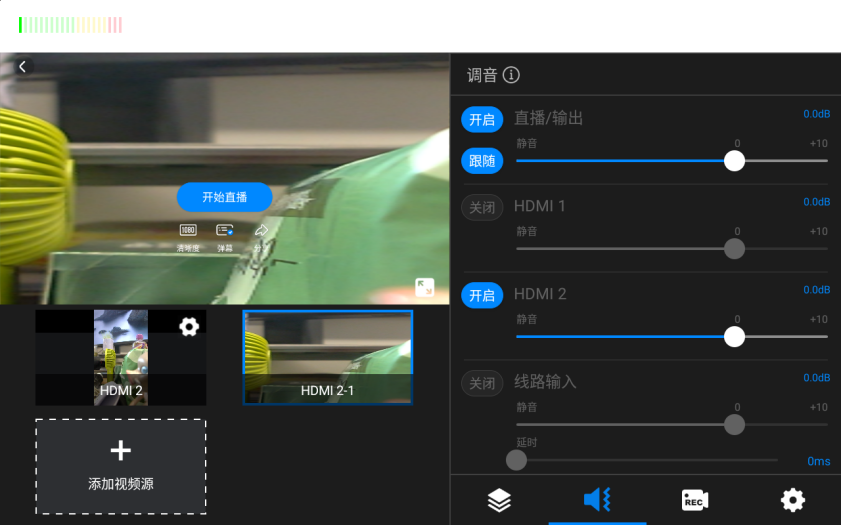 开始直播
1080
清晰度 弹幕
HDMI 2
HDMI 2-1
添加视频源
调音
开启 直播/输出 0.0dB
静音 0 +10
跟随
关闭 HDMI 1 0.0dB
静音 0 +10
开启 HDMI 2 0.0dB
静音 0 +10
关闭 线路输入 0.0dB
静音 0 +10
延时
0ms
REC